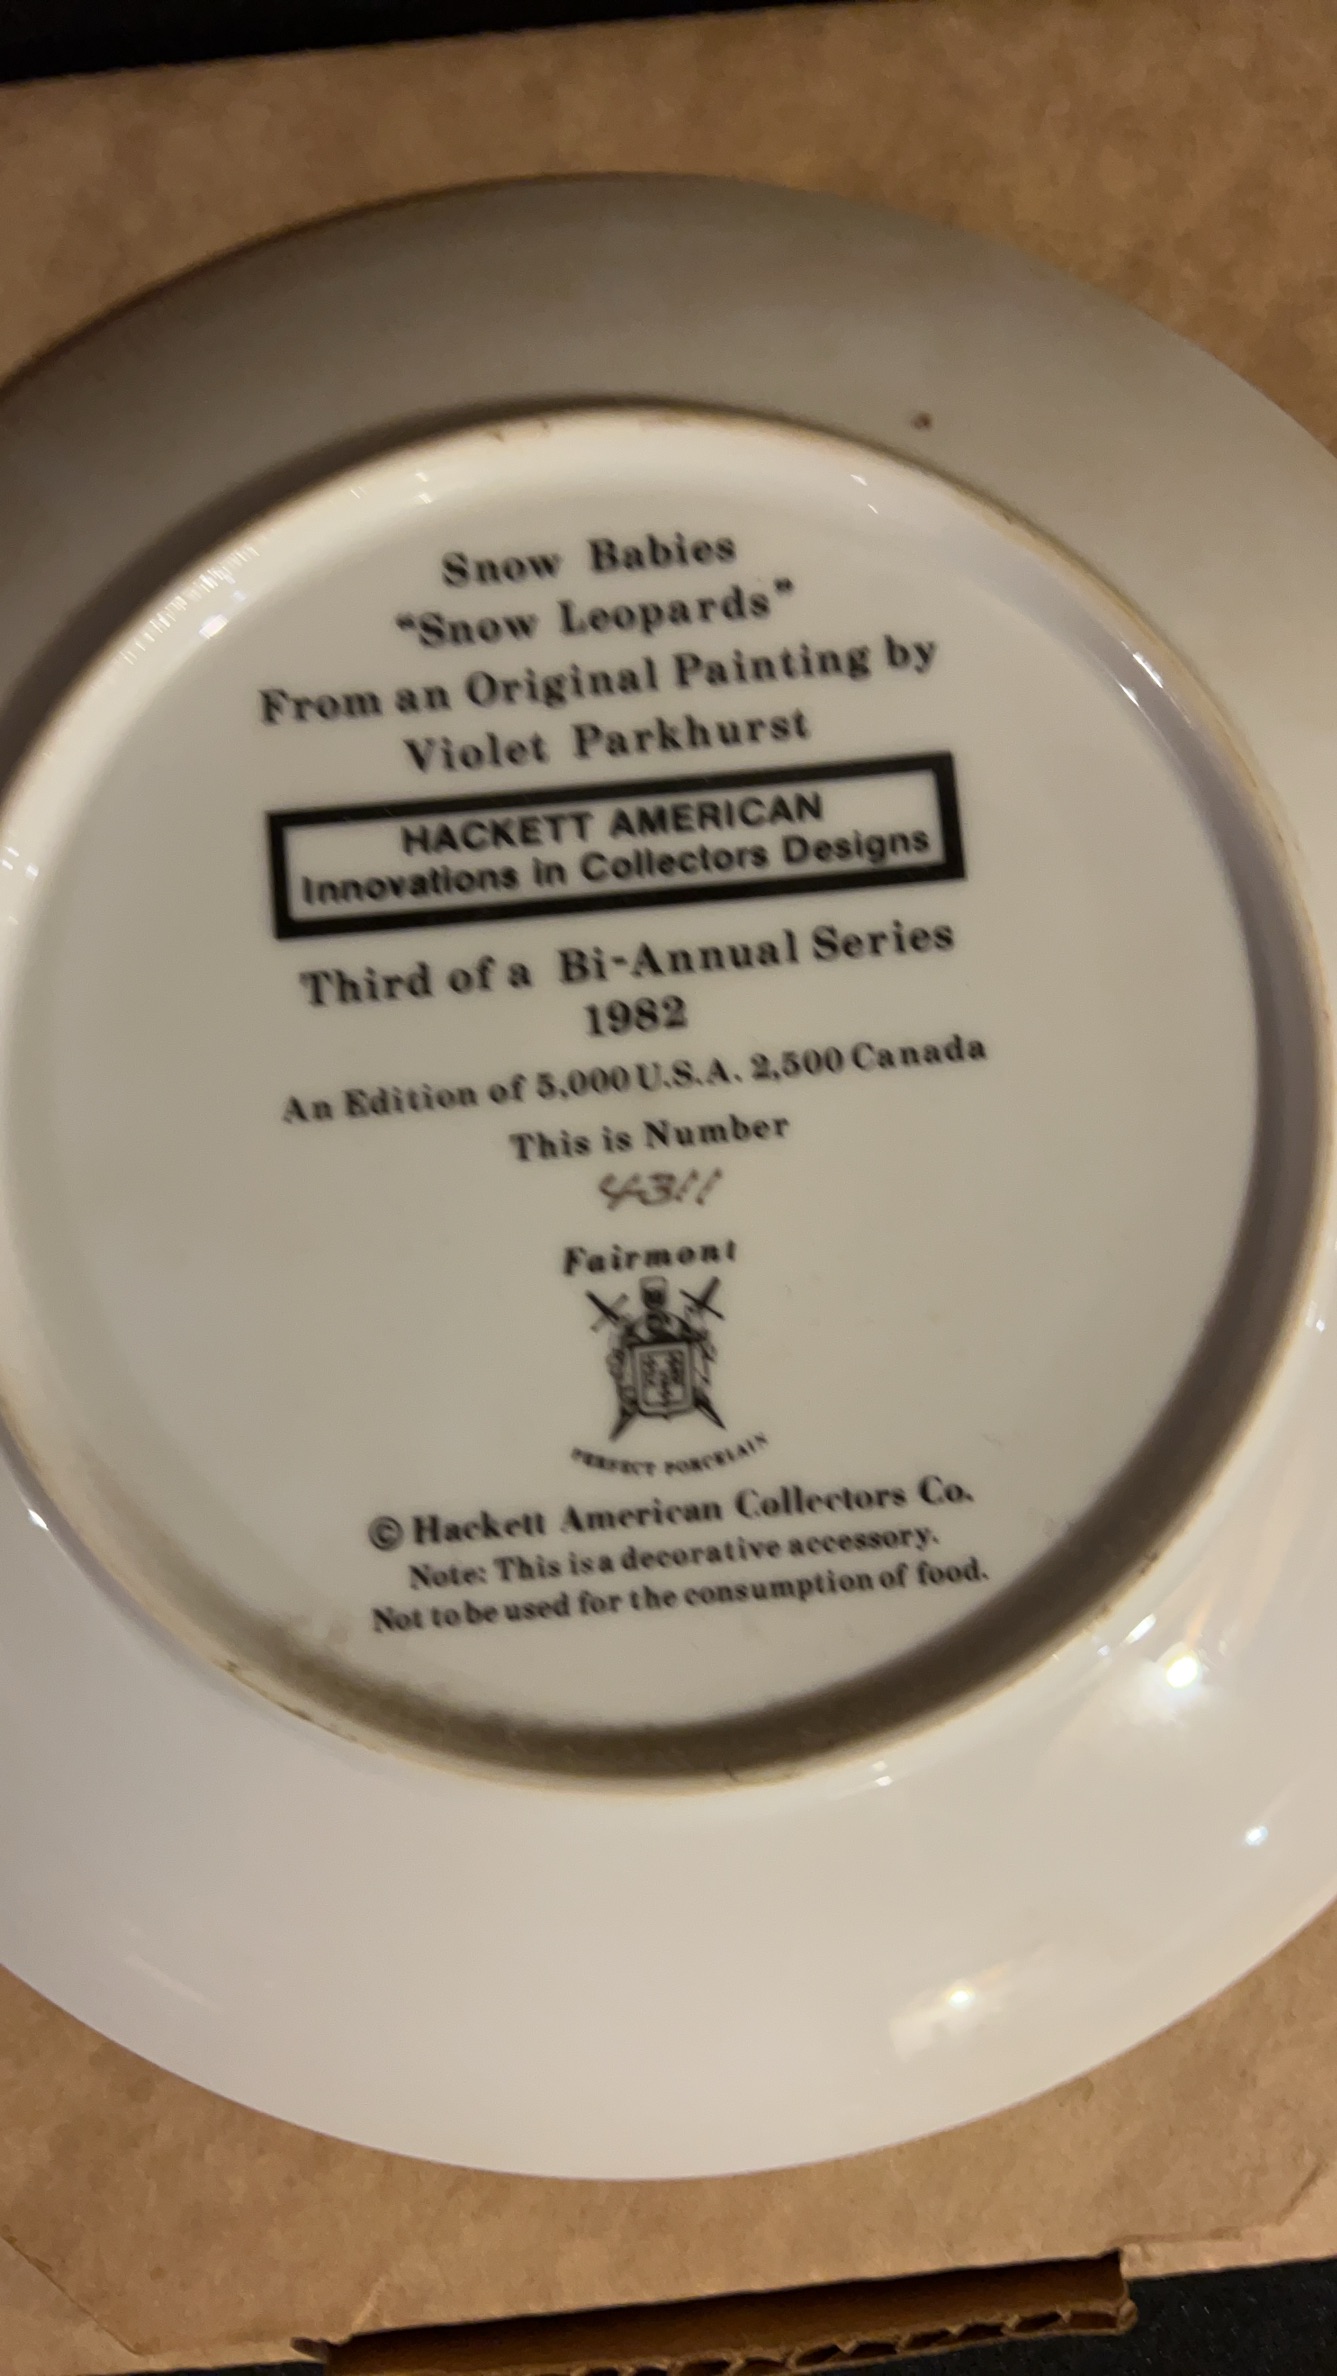 Snow Babies
“Snow Leopards”
From an Original Painting by
Violet Parkhurst
HACKETT AMERICAN
Innovations in Collectors Designs
Third of a Bi-Annual Series
1982
An Edition of 5,000 U.S.A. 2,500 Canada
This is Number
4311
Fairmont
PERFECT PORCELAIN
© Hackett American Collectors Co.
Note: This is a decorative accessory.
Not to be used for the consumption of food.